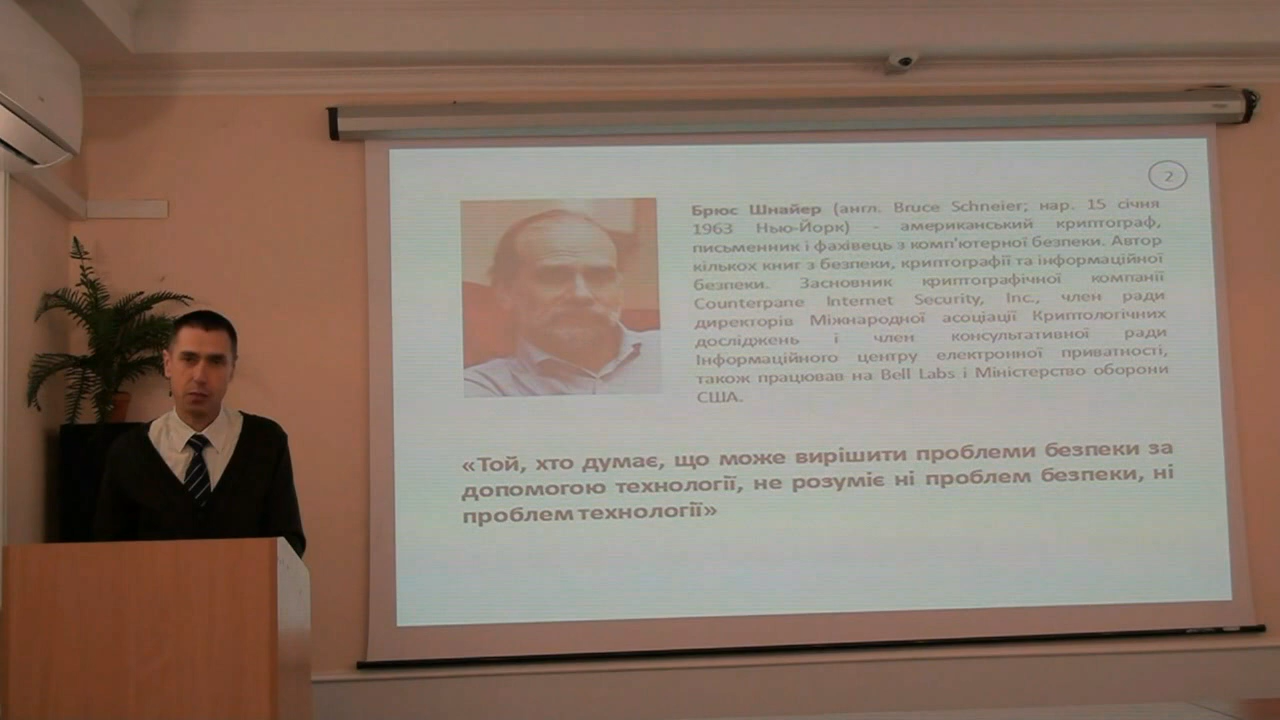 2
Брюс Шнайер (англ. Bruce Schneier; нар. 15 січня
1963 Нью-Йорк) - американський криптограф,
письменник і фахівець з комп'ютерної безпеки. Автор
кількох книг з безпеки, криптографії та інформаційної
безпеки. Засновник криптографічної компанії
Counterpane Internet Security, Inc., член ради
директорів Міжнародної асоціації Криптологічних
досліджень і член консультативної ради
Інформаційного центру електронної приватності,
також працював на Bell Labs і Міністерство оборони
США.
«Той, хто думає, що може вирішити проблеми безпеки за
допомогою технології, не розуміє ні проблем безпеки, ні
проблем технології»